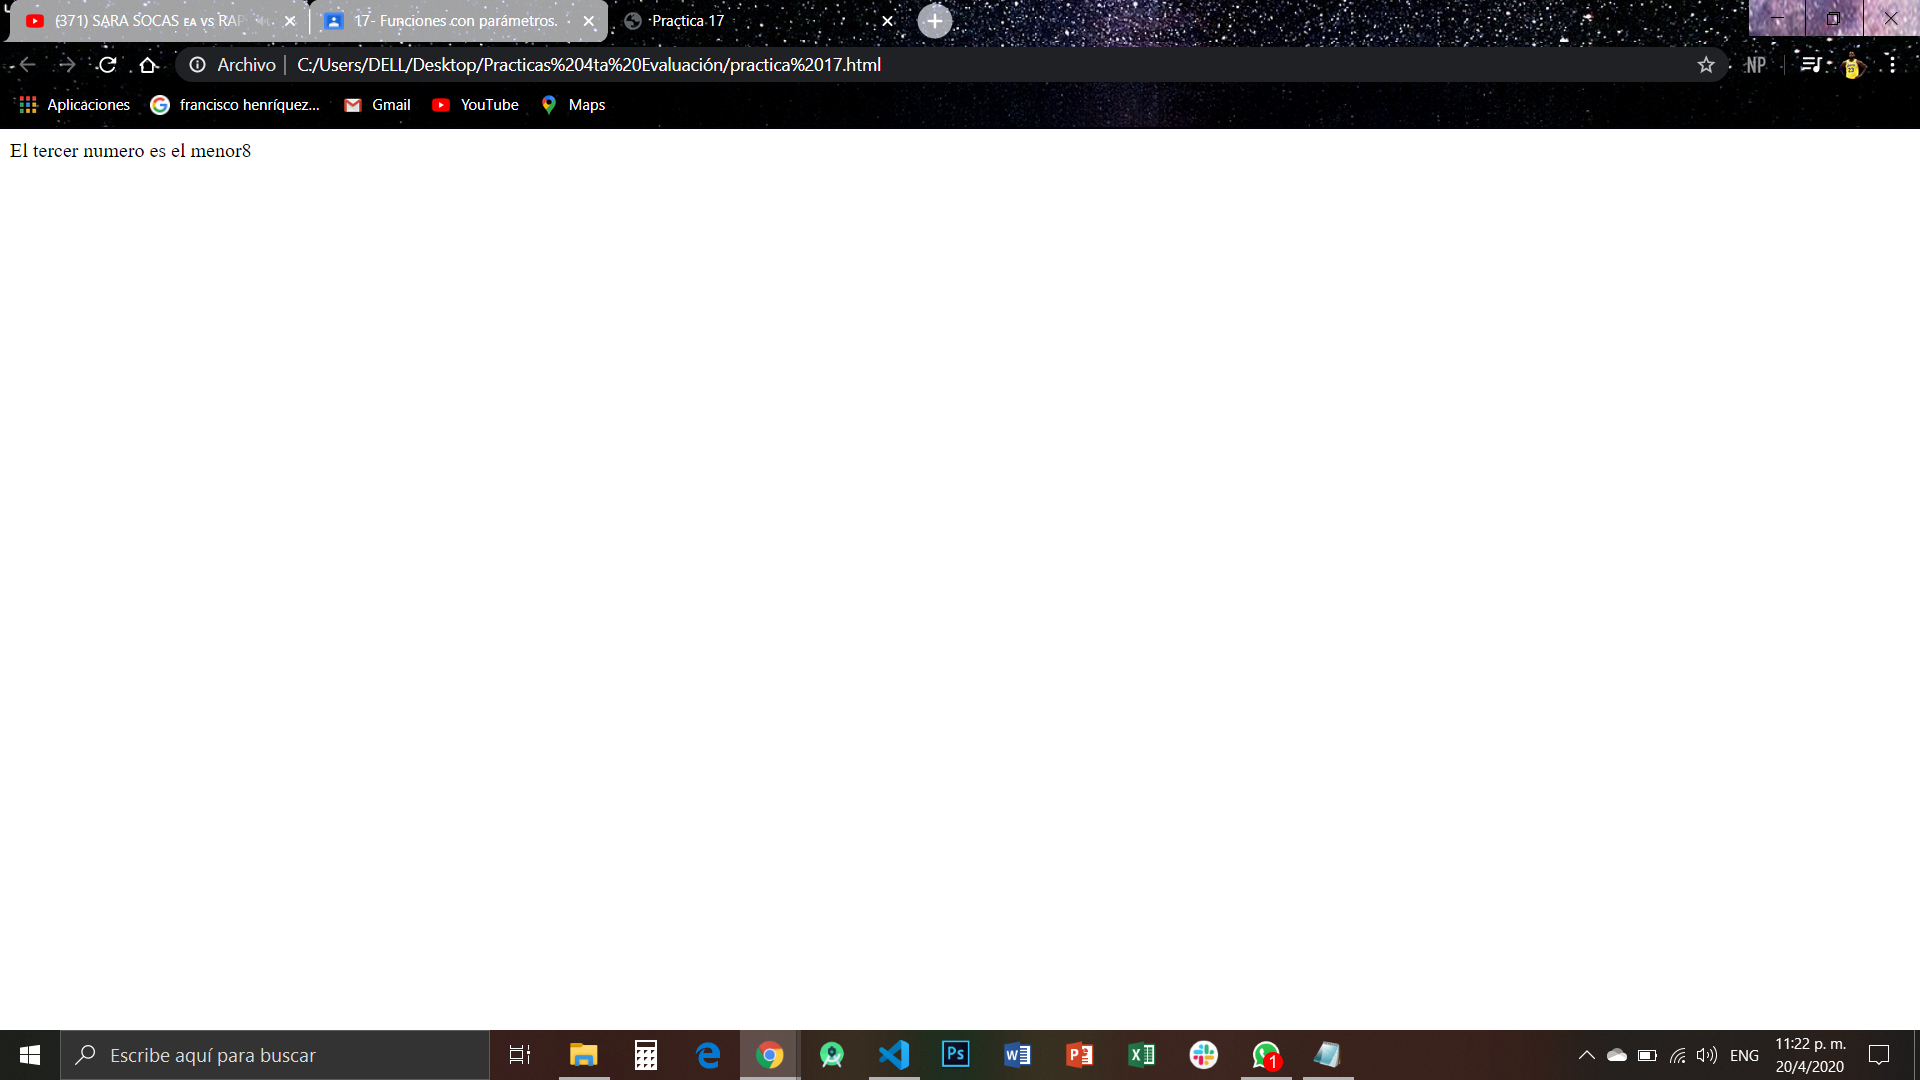 (371) SARA SOCAS EA VS RAP
17- Funciones con parámetros.
Practica 17
Archivo | C:/Users/DELL/Desktop/Practicas%204ta%20Evaluación/practica%2017.html
NP
Aplicaciones
francisco henríquez...
Gmail
YouTube
Maps
El tercer numero es el menor8
Escribe aquí para buscar
Ps
1
ENG
11:22 p. m.
20/4/2020